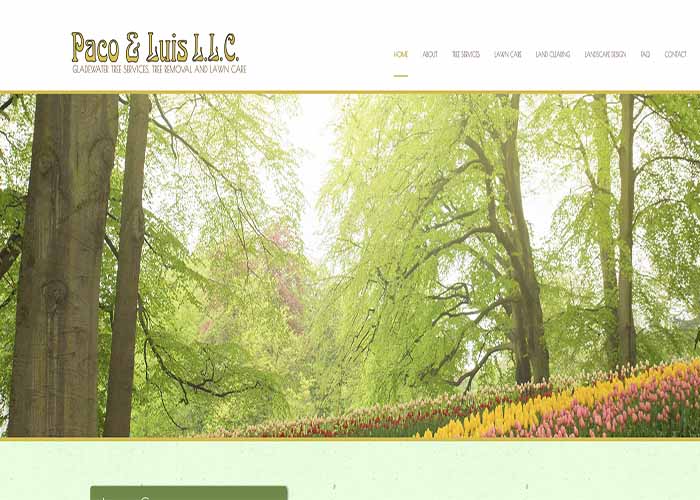 Paco & Luis L.L.C.
GLADEWATER TREE SERVICES, TREE REMOVAL AND LAWN CARE
HOME ABOUT TREE SERVICES LAWN CARE LAND CLEARING LANDSCAPE DESIGN FAQ CONTACT